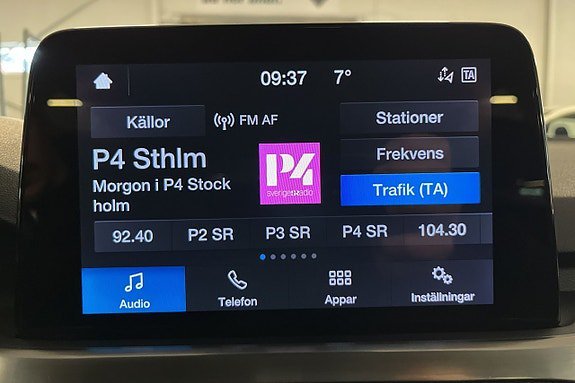 09:37
7°
TA
Källor
FM AF
Stationer
P4 Sthlm
Morgon i P4 Stock
holm
P4
sverigesradio
Frekvens
Trafik (TA)
92.40
P2 SR
P3 SR
P4 SR
104.30
Audio
Telefon
Appar
Inställningar